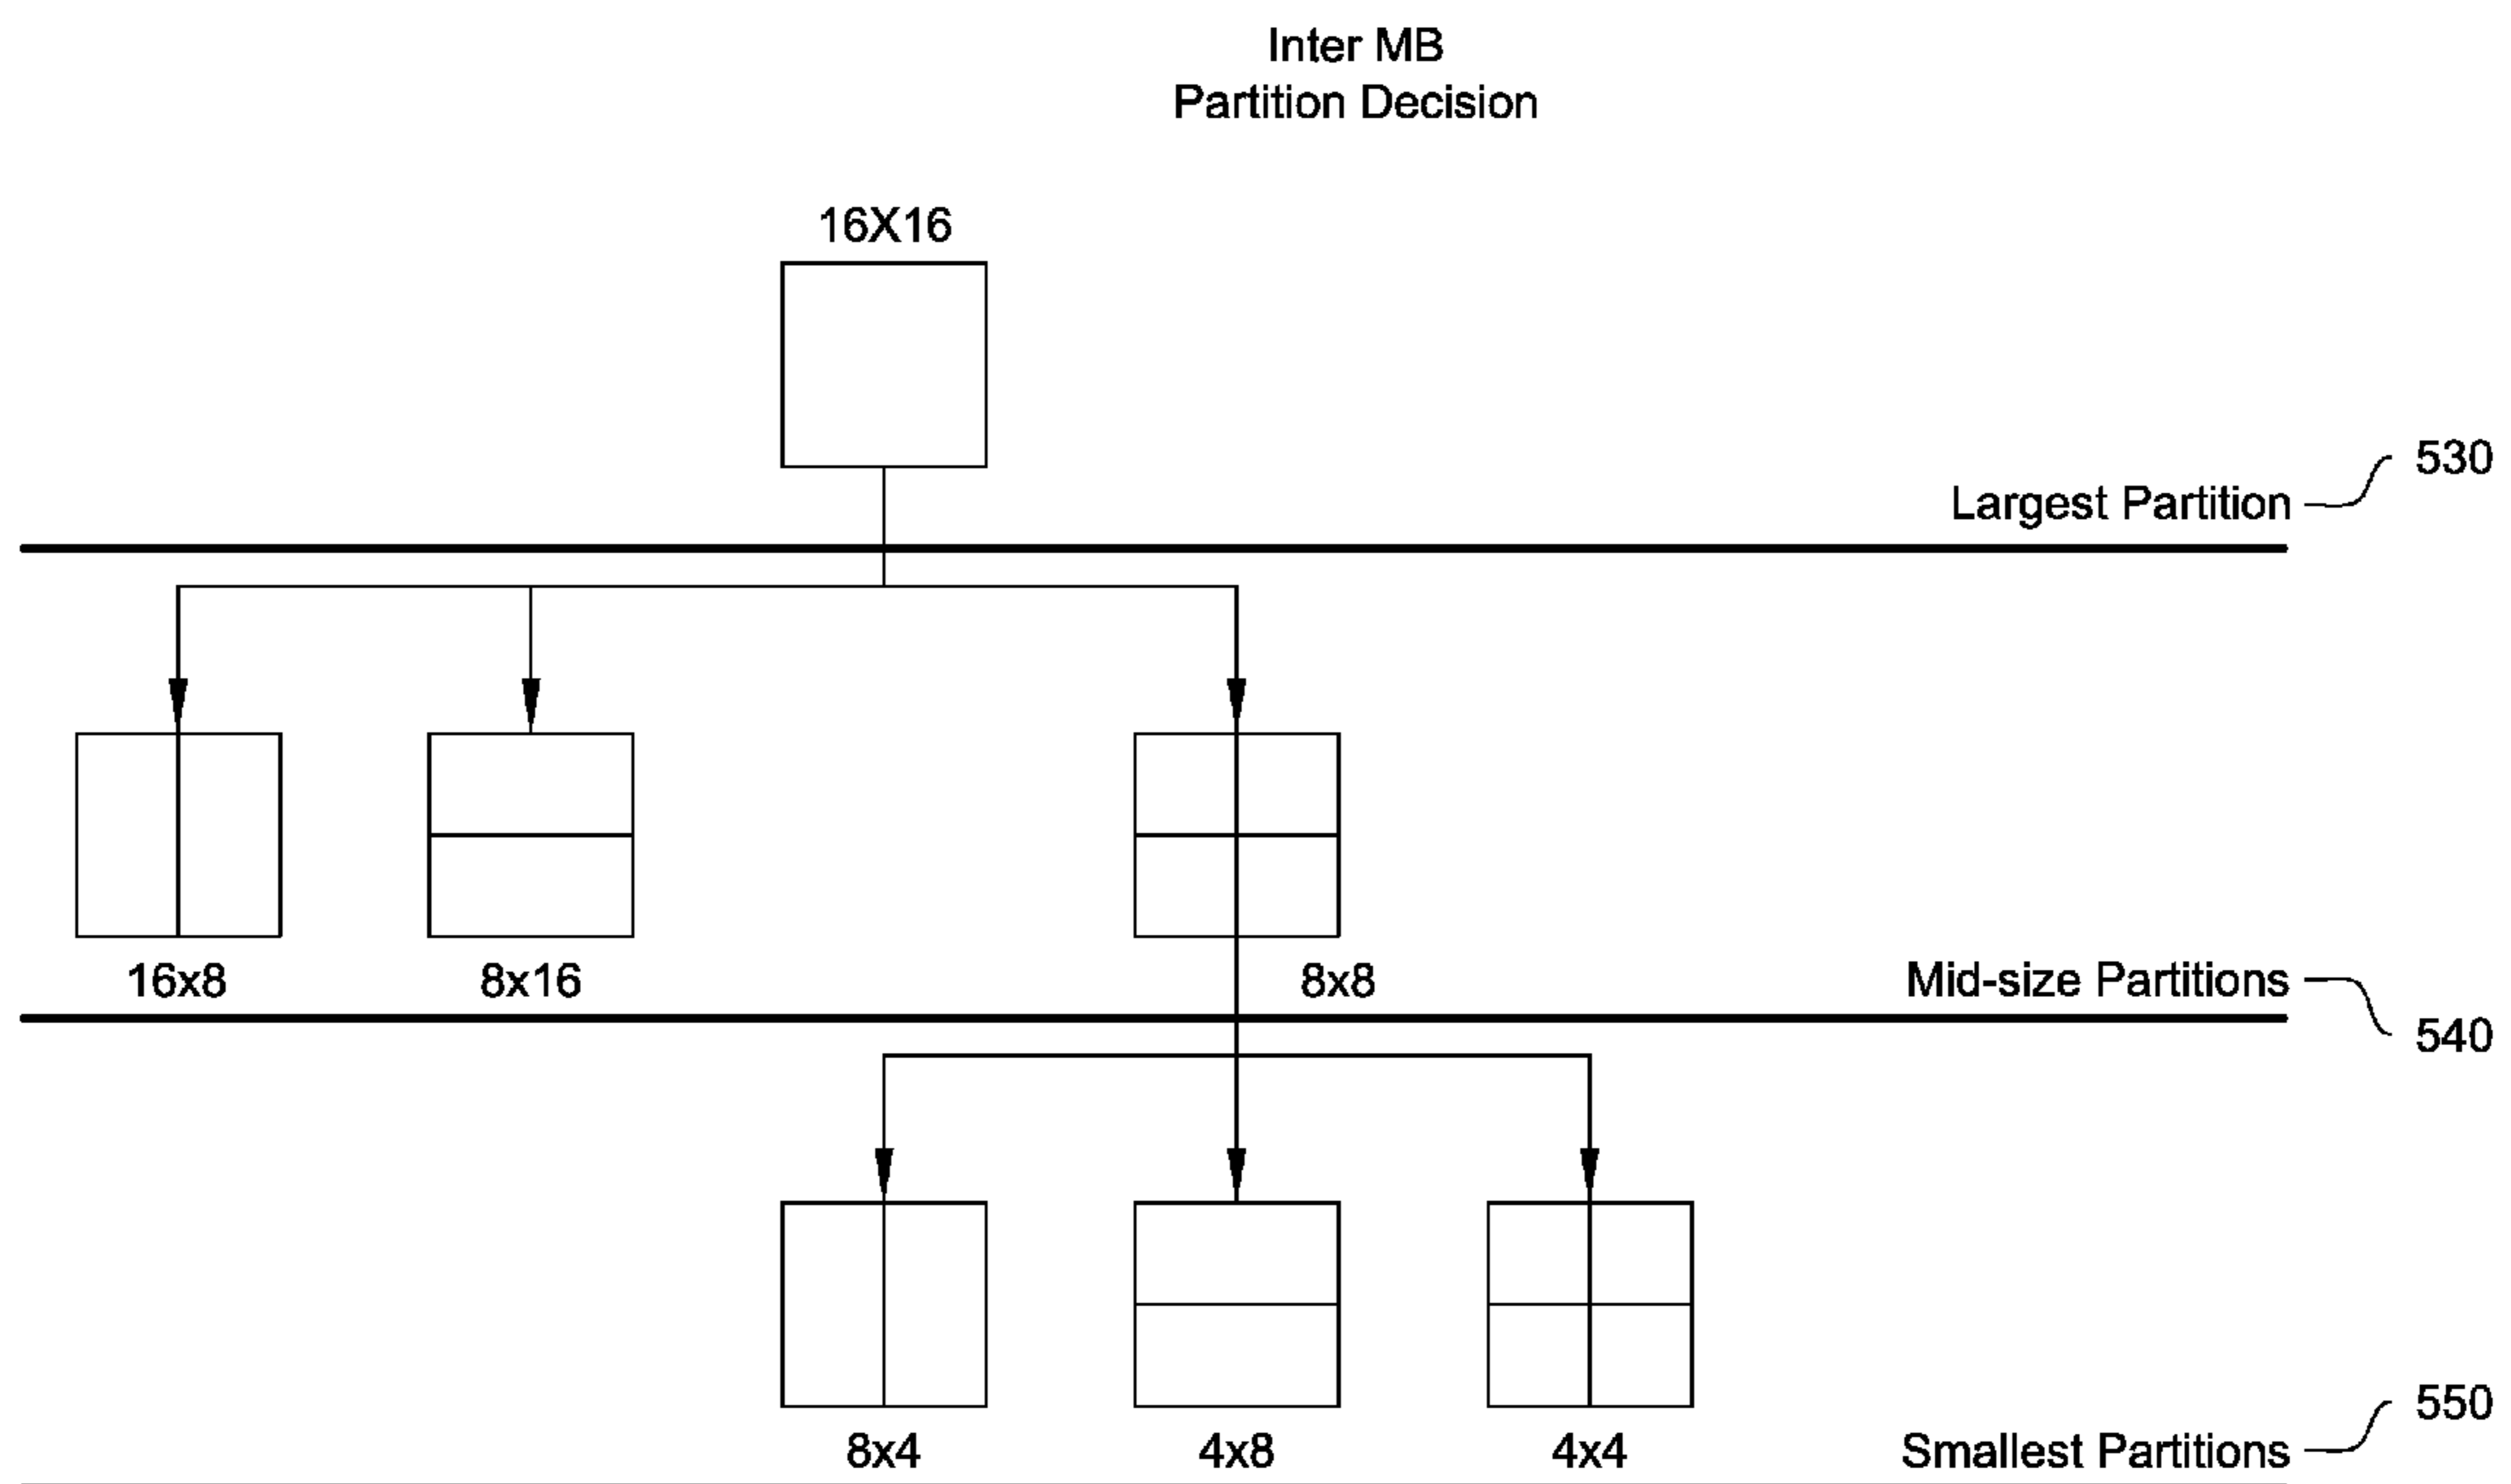 Inter MB
Partition Decision
16X16
530
Largest Partition
16x8
8x16
8x8
Mid-size Partitions
540
8x4
4x8
4x4
550
Smallest Partitions